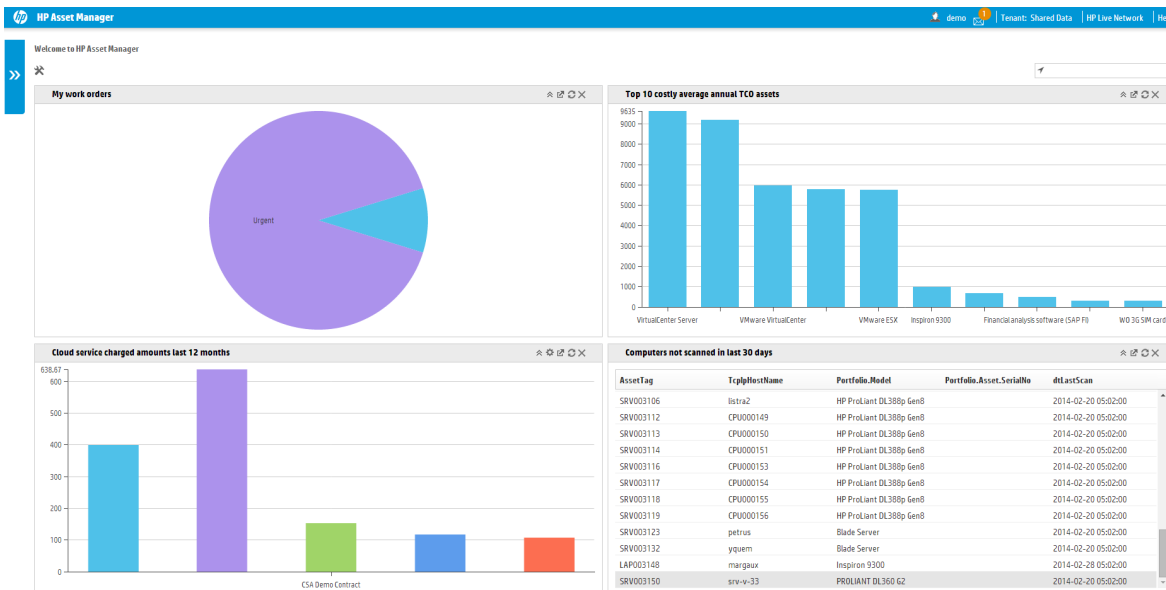 hp HP Asset Manager demo 1 Tenant: Shared Data HP Live Network He
Welcome to HP Asset Manager
My work orders
Urgent
Top 10 costly average annual TCO assets
9635
9000
8000
7000
6000
5000
4000
3000
2000
1000
0
VirtualCenter Server VMware VirtualCenter VMware ESX Inspiron 9300 Financial analysis software (SAP FI) WO 3G SIM card
Cloud service charged amounts last 12 months
638.67
600
500
400
300
200
100
0
CSA Demo Contract
Computers not scanned in last 30 days
AssetTag TcpIpHostName Portfolio.Model Portfolio.Asset.SerialNo dtLastScan
SRV003106 listra2 HP ProLiant DL388p Gen8 2014-02-20 05:02:00
SRV003112 CPU000149 HP ProLiant DL388p Gen8 2014-02-20 05:02:00
SRV003113 CPU000150 HP ProLiant DL388p Gen8 2014-02-20 05:02:00
SRV003114 CPU000151 HP ProLiant DL388p Gen8 2014-02-20 05:02:00
SRV003116 CPU000153 HP ProLiant DL388p Gen8 2014-02-20 05:02:00
SRV003117 CPU000154 HP ProLiant DL388p Gen8 2014-02-20 05:02:00
SRV003118 CPU000155 HP ProLiant DL388p Gen8 2014-02-20 05:02:00
SRV003119 CPU000156 HP ProLiant DL388p Gen8 2014-02-20 05:02:00
SRV003123 petrus Blade Server 2014-02-20 05:02:00
SRV003132 yquem Blade Server 2014-02-20 05:02:00
LAP003148 margaux Inspiron 9300 2014-02-28 05:02:00
SRV003150 srv-v-33 PROLIANT DL360 G2 2014-02-20 05:02:00